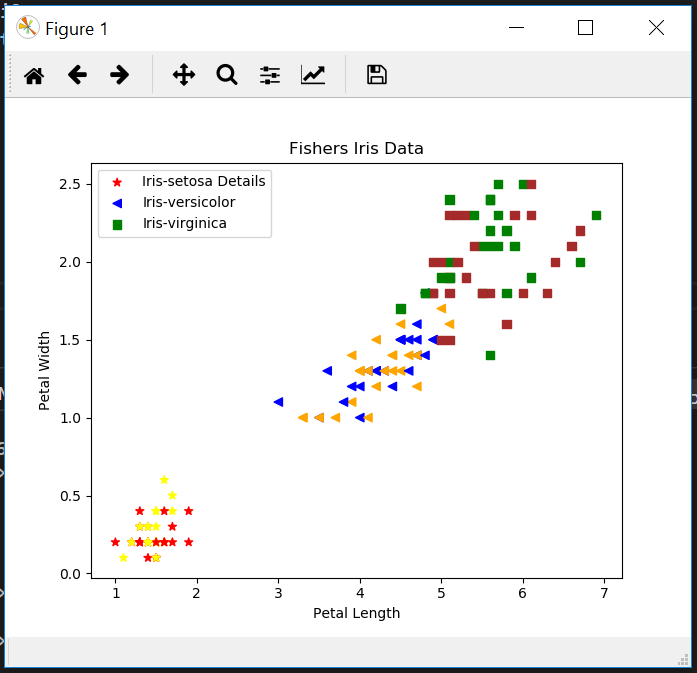 Figure 1
Fishers Iris Data
Iris-setosa Details
Iris-versicolor
Iris-virginica
Petal Width
2.5
2.0
1.5
1.0
0.5
0.0
1 2 3 4 5 6 7
Petal Length